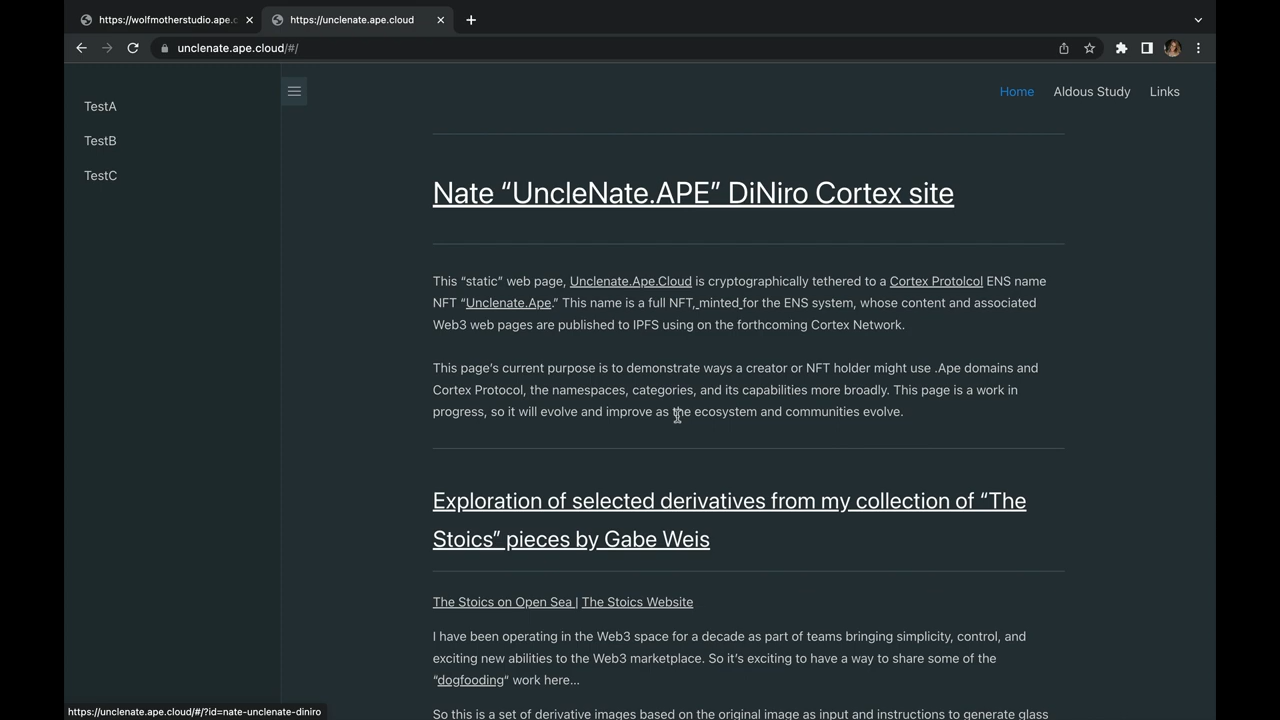 https://wolfmotherstudio.ape.c
https://unclenate.ape.cloud
unclenate.ape.cloud/#/
TestA
TestB
TestC
Home Aldous Study Links
Nate “UncleNate.APE” DiNiro Cortex site
This “static” web page, Unclenate.Ape.Cloud is cryptographically tethered to a Cortex Protolcol ENS name
NFT “Unclenate.Ape.” This name is a full NFT, minted for the ENS system, whose content and associated
Web3 web pages are published to IPFS using on the forthcoming Cortex Network.
This page’s current purpose is to demonstrate ways a creator or NFT holder might use .Ape domains and
Cortex Protocol, the namespaces, categories, and its capabilities more broadly. This page is a work in
progress, so it will evolve and improve as the ecosystem and communities evolve.
Exploration of selected derivatives from my collection of “The
Stoics” pieces by Gabe Weis
The Stoics on Open Sea | The Stoics Website
I have been operating in the Web3 space for a decade as part of teams bringing simplicity, control, and
exciting new abilities to the Web3 marketplace. So it’s exciting to have a way to share some of the
“dogfooding“ work here...
So this is a set of derivative images based on the original image as input and instructions to generate glass
https://unclenate.ape.cloud/#/?id=nate-unclenate-diniro